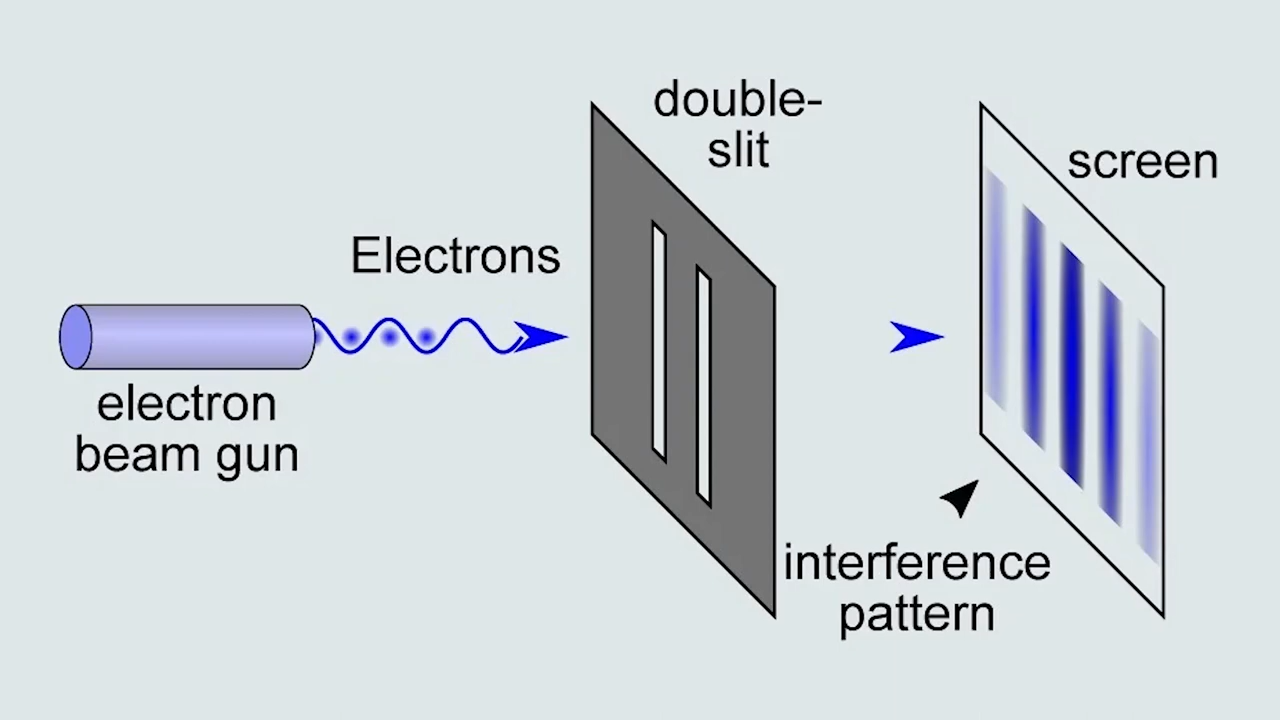 double-
slit
screen
Electrons
electron
beam gun
interference
pattern